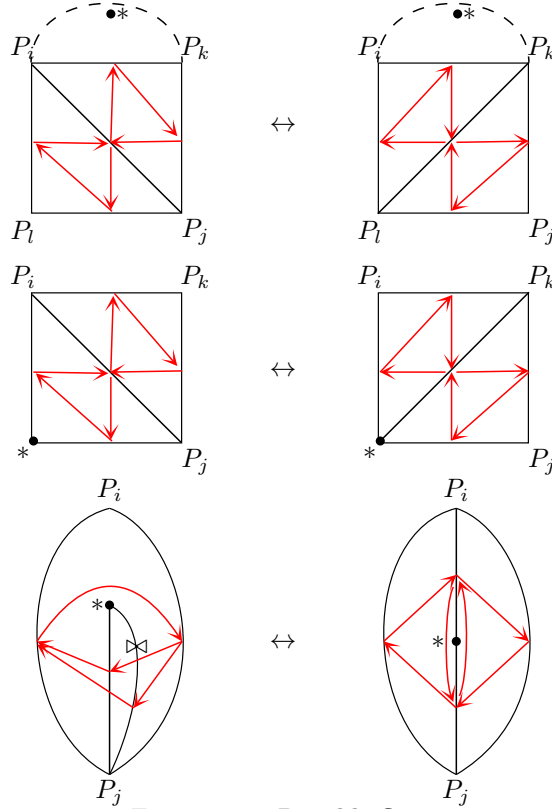 *
*
P_i P_k P_i P_k
↔
P_l P_j P_l P_j
P_i P_k P_i P_k
↔
* P_j * P_j
P_i P_i
*
⋈ ↔ *
P_j P_j